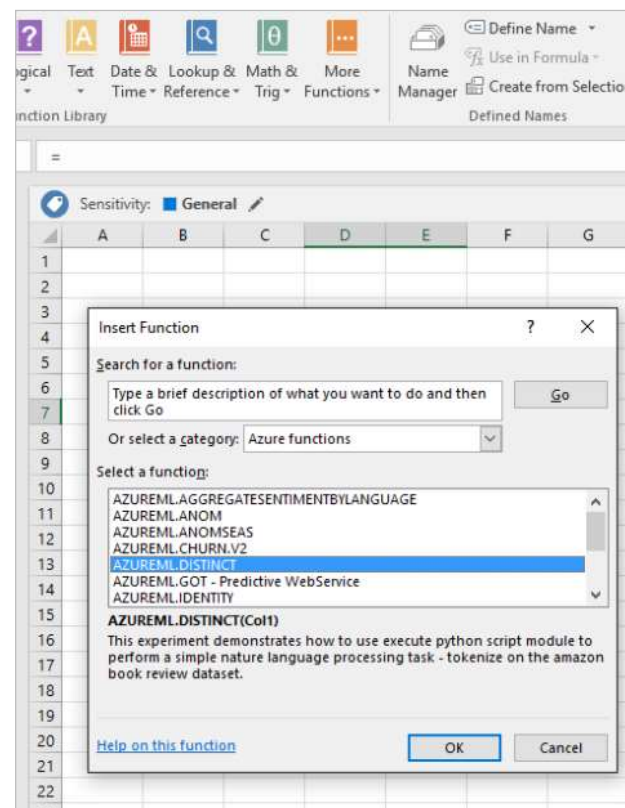 ? A θ ...
ogical Text Date & Lookup & Math & More Name
Time Reference Trig Functions Manager
Define Name
Use in Formula
Create from Selectio
nction Library Defined Names
=
Sensitivity: General
A B C D E F G
1
2
3
4
5
6
7
8
9
10
11
12
13
14
15
16
17
18
19
20
21
22
Insert Function ? X
Search for a function:
Type a brief description of what you want to do and then
click Go
Go
Or select a category: Azure functions
Select a function:
AZUREML.AGGREGATESENTIMENTBYLANGUAGE
AZUREML.ANOM
AZUREML.ANOMSEAS
AZUREML.CHURN.V2
AZUREML.DISTINCT
AZUREML.GOT - Predictive WebService
AZUREML.IDENTITY
AZUREML.DISTINCT(Col1)
This experiment demonstrates how to use execute python script module to
perform a simple nature language processing task - tokenize on the amazon
book review dataset.
Help on this function
OK Cancel